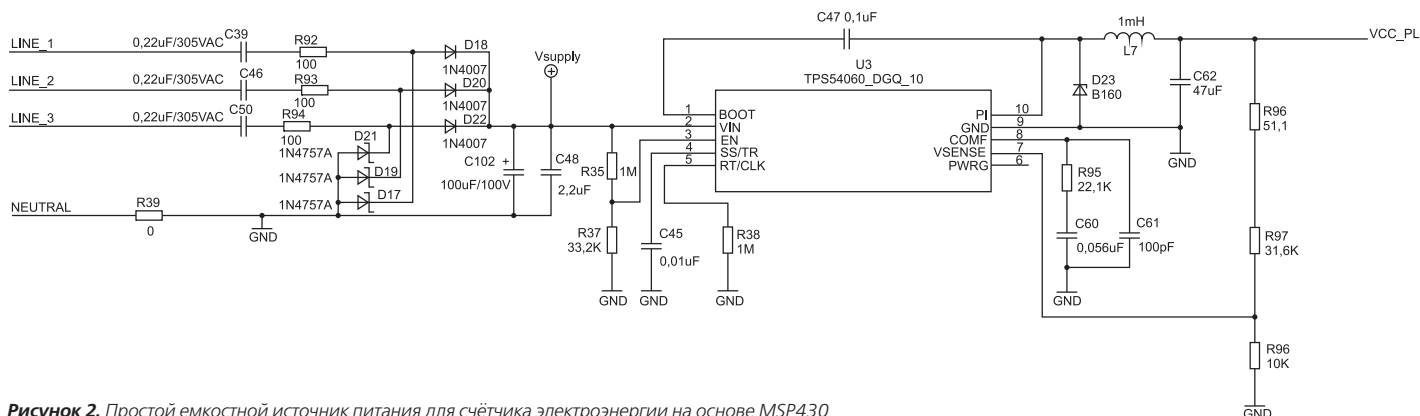 C47 0,1uF
1mH
L7
VCC_PL
LINE_1
0,22uF/305VAC
C39
R92
100
D18
1N4007
Vsupply
U3
TPS54060_DGQ_10
D23
B160
C62
47uF
LINE_2
0,22uF/305VAC
C46
R93
100
D20
1N4007
LINE_3
0,22uF/305VAC
C50
R94
100
D22
1N4007
1 BOOT
2 VIN
3 EN
4 SS/TR
5 RT/CLK
PI 10
GND 9
COMF 8
VSENSE 7
PWRG 6
R96
51,1
GND
D21
1N4757A
D19
1N4757A
D17
1N4757A
C102 +
100uF/100V
C48
2,2uF
R35
1M
R95
22,1K
NEUTRAL
R39
0
GND
R37
33,2K
C45
0,01uF
R38
1M
C60
0,056uF
C61
100pF
R97
31,6K
GND
GND
GND
GND
R96
10K
GND
Рисунок 2. Простой емкостной источник питания для счётчика электроэнергии на основе MSP430